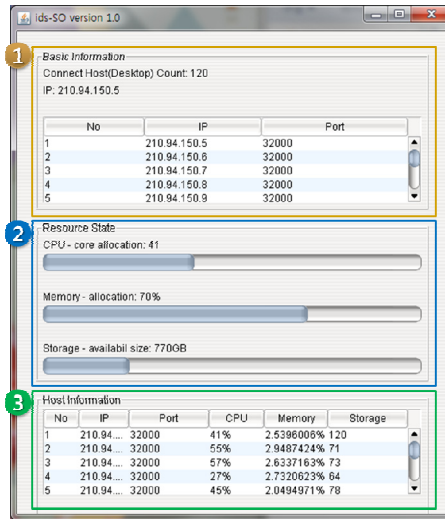 ids-SO version 1.0
1
Basic Information
Connect Host(Desktop) Count: 120
IP: 210.94.150.5
No IP Port
1 210.94.150.5 32000
2 210.94.150.6 32000
3 210.94.150.7 32000
4 210.94.150.8 32000
5 210.94.150.9 32000
2
Resource State
CPU - core allocation: 41
Memory - allocation: 70%
Storage - availabil size: 770GB
3
Host Information
No IP Port CPU Memory Storage
1 210.94.... 32000 41% 2.5396006% 120
2 210.94.... 32000 55% 2.9487424% 71
3 210.94.... 32000 57% 2.6337163% 73
4 210.94.... 32000 27% 2.7320623% 64
5 210.94.... 32000 45% 2.0494971% 78